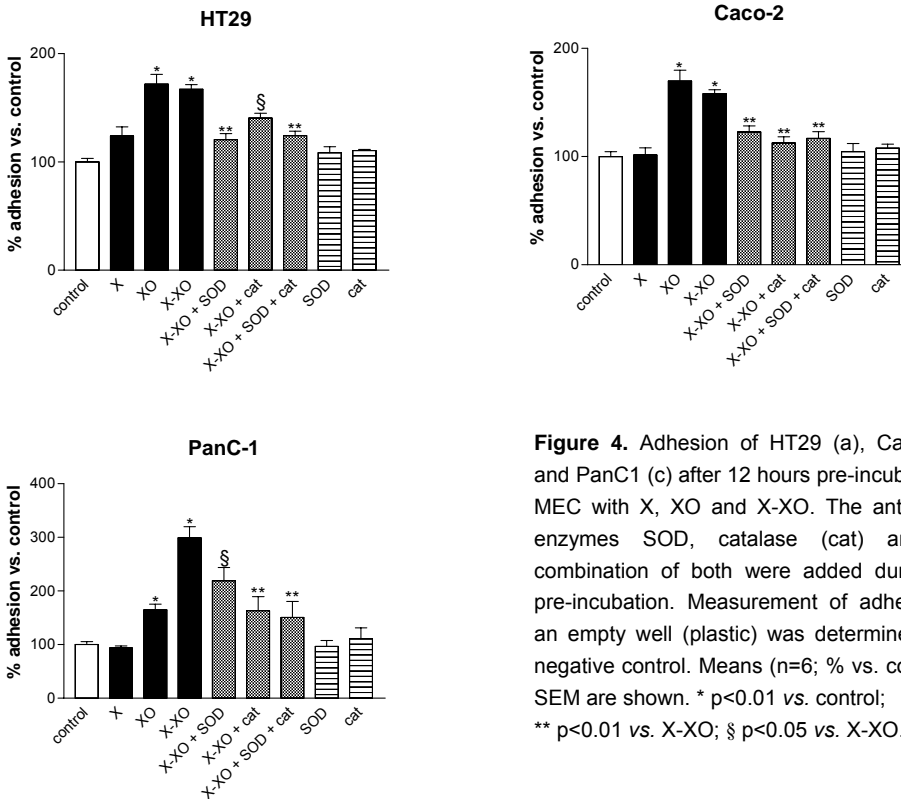 HT29
% adhesion vs. control
200
100
0
*
*
**
§
**
control
X
XO
X-XO
X-XO + SOD
X-XO + cat
X-XO + SOD + cat
SOD
cat
Caco-2
% adhesion vs. control
200
100
0
*
*
**
**
**
control
X
XO
X-XO
X-XO + SOD
X-XO + cat
X-XO + SOD + cat
SOD
cat
PanC-1
% adhesion vs. control
400
300
200
100
0
*
*
§
**
**
control
X
XO
X-XO
X-XO + SOD
X-XO + cat
X-XO + SOD + cat
SOD
cat
Figure 4. Adhesion of HT29 (a), Ca
and PanC1 (c) after 12 hours pre-incub
MEC with X, XO and X-XO. The ant
enzymes SOD, catalase (cat) an
combination of both were added dur
pre-incubation. Measurement of adhe
an empty well (plastic) was determine
negative control. Means (n=6; % vs. co
SEM are shown. * p<0.01 vs. control;
** p<0.01 vs. X-XO; § p<0.05 vs. X-XO.